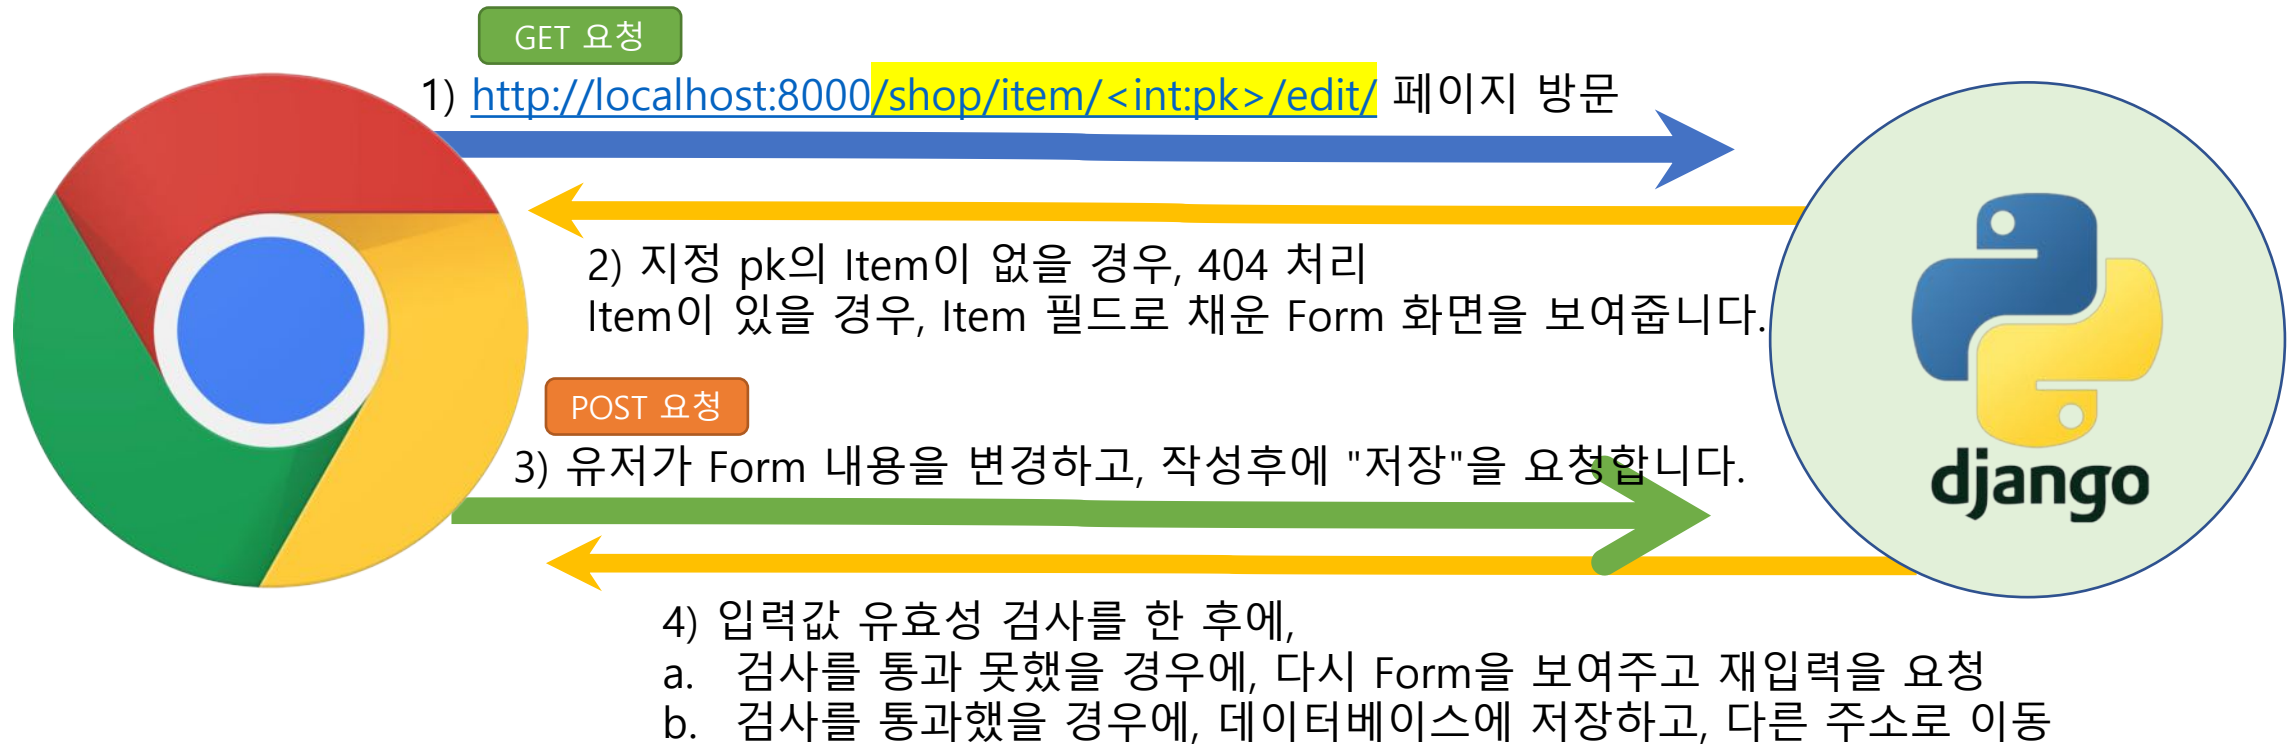 GET 요청
1) http://localhost:8000/shop/item/<int:pk>/edit/ 페이지 방문
2) 지정 pk의 Item이 없을 경우, 404 처리
Item이 있을 경우, Item 필드로 채운 Form 화면을 보여줍니다.
POST 요청
3) 유저가 Form 내용을 변경하고, 작성후에 "저장"을 요청합니다.
django
4) 입력값 유효성 검사를 한 후에,
a. 검사를 통과 못했을 경우에, 다시 Form을 보여주고 재입력을 요청
b. 검사를 통과했을 경우에, 데이터베이스에 저장하고, 다른 주소로 이동